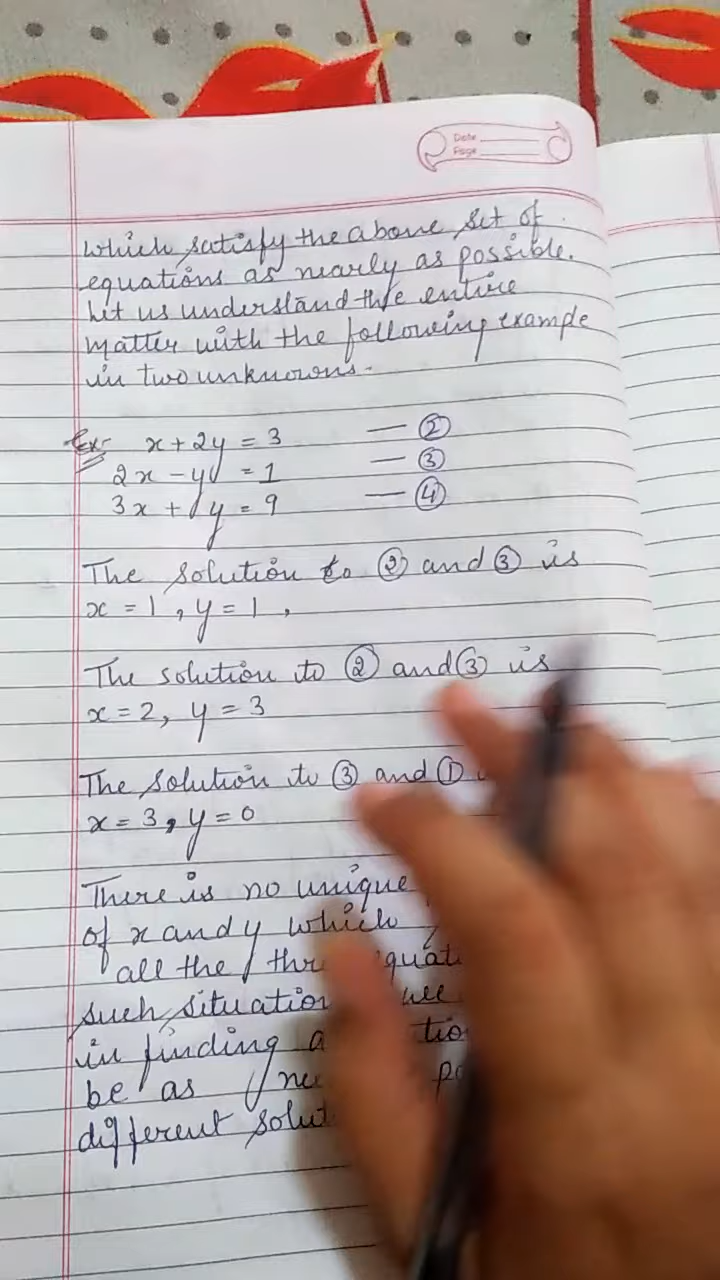 Date
Page
which satisfy the above set of
equations as nearly as possible.
Let us understand the entire
matter with the following example
in two unknowns.
Ex- x + 2y = 3 — ②
2x - y = 1 — ③
3x + y = 9 — ④
The solution to ② and ③ is
x = 1, y = 1,
The solution to ② and ③ is
x = 2, y = 3
The solution to ③ and ①
x = 3, y = 0
There is no unique
of x and y which
all the
such situation
in finding a
be as
different